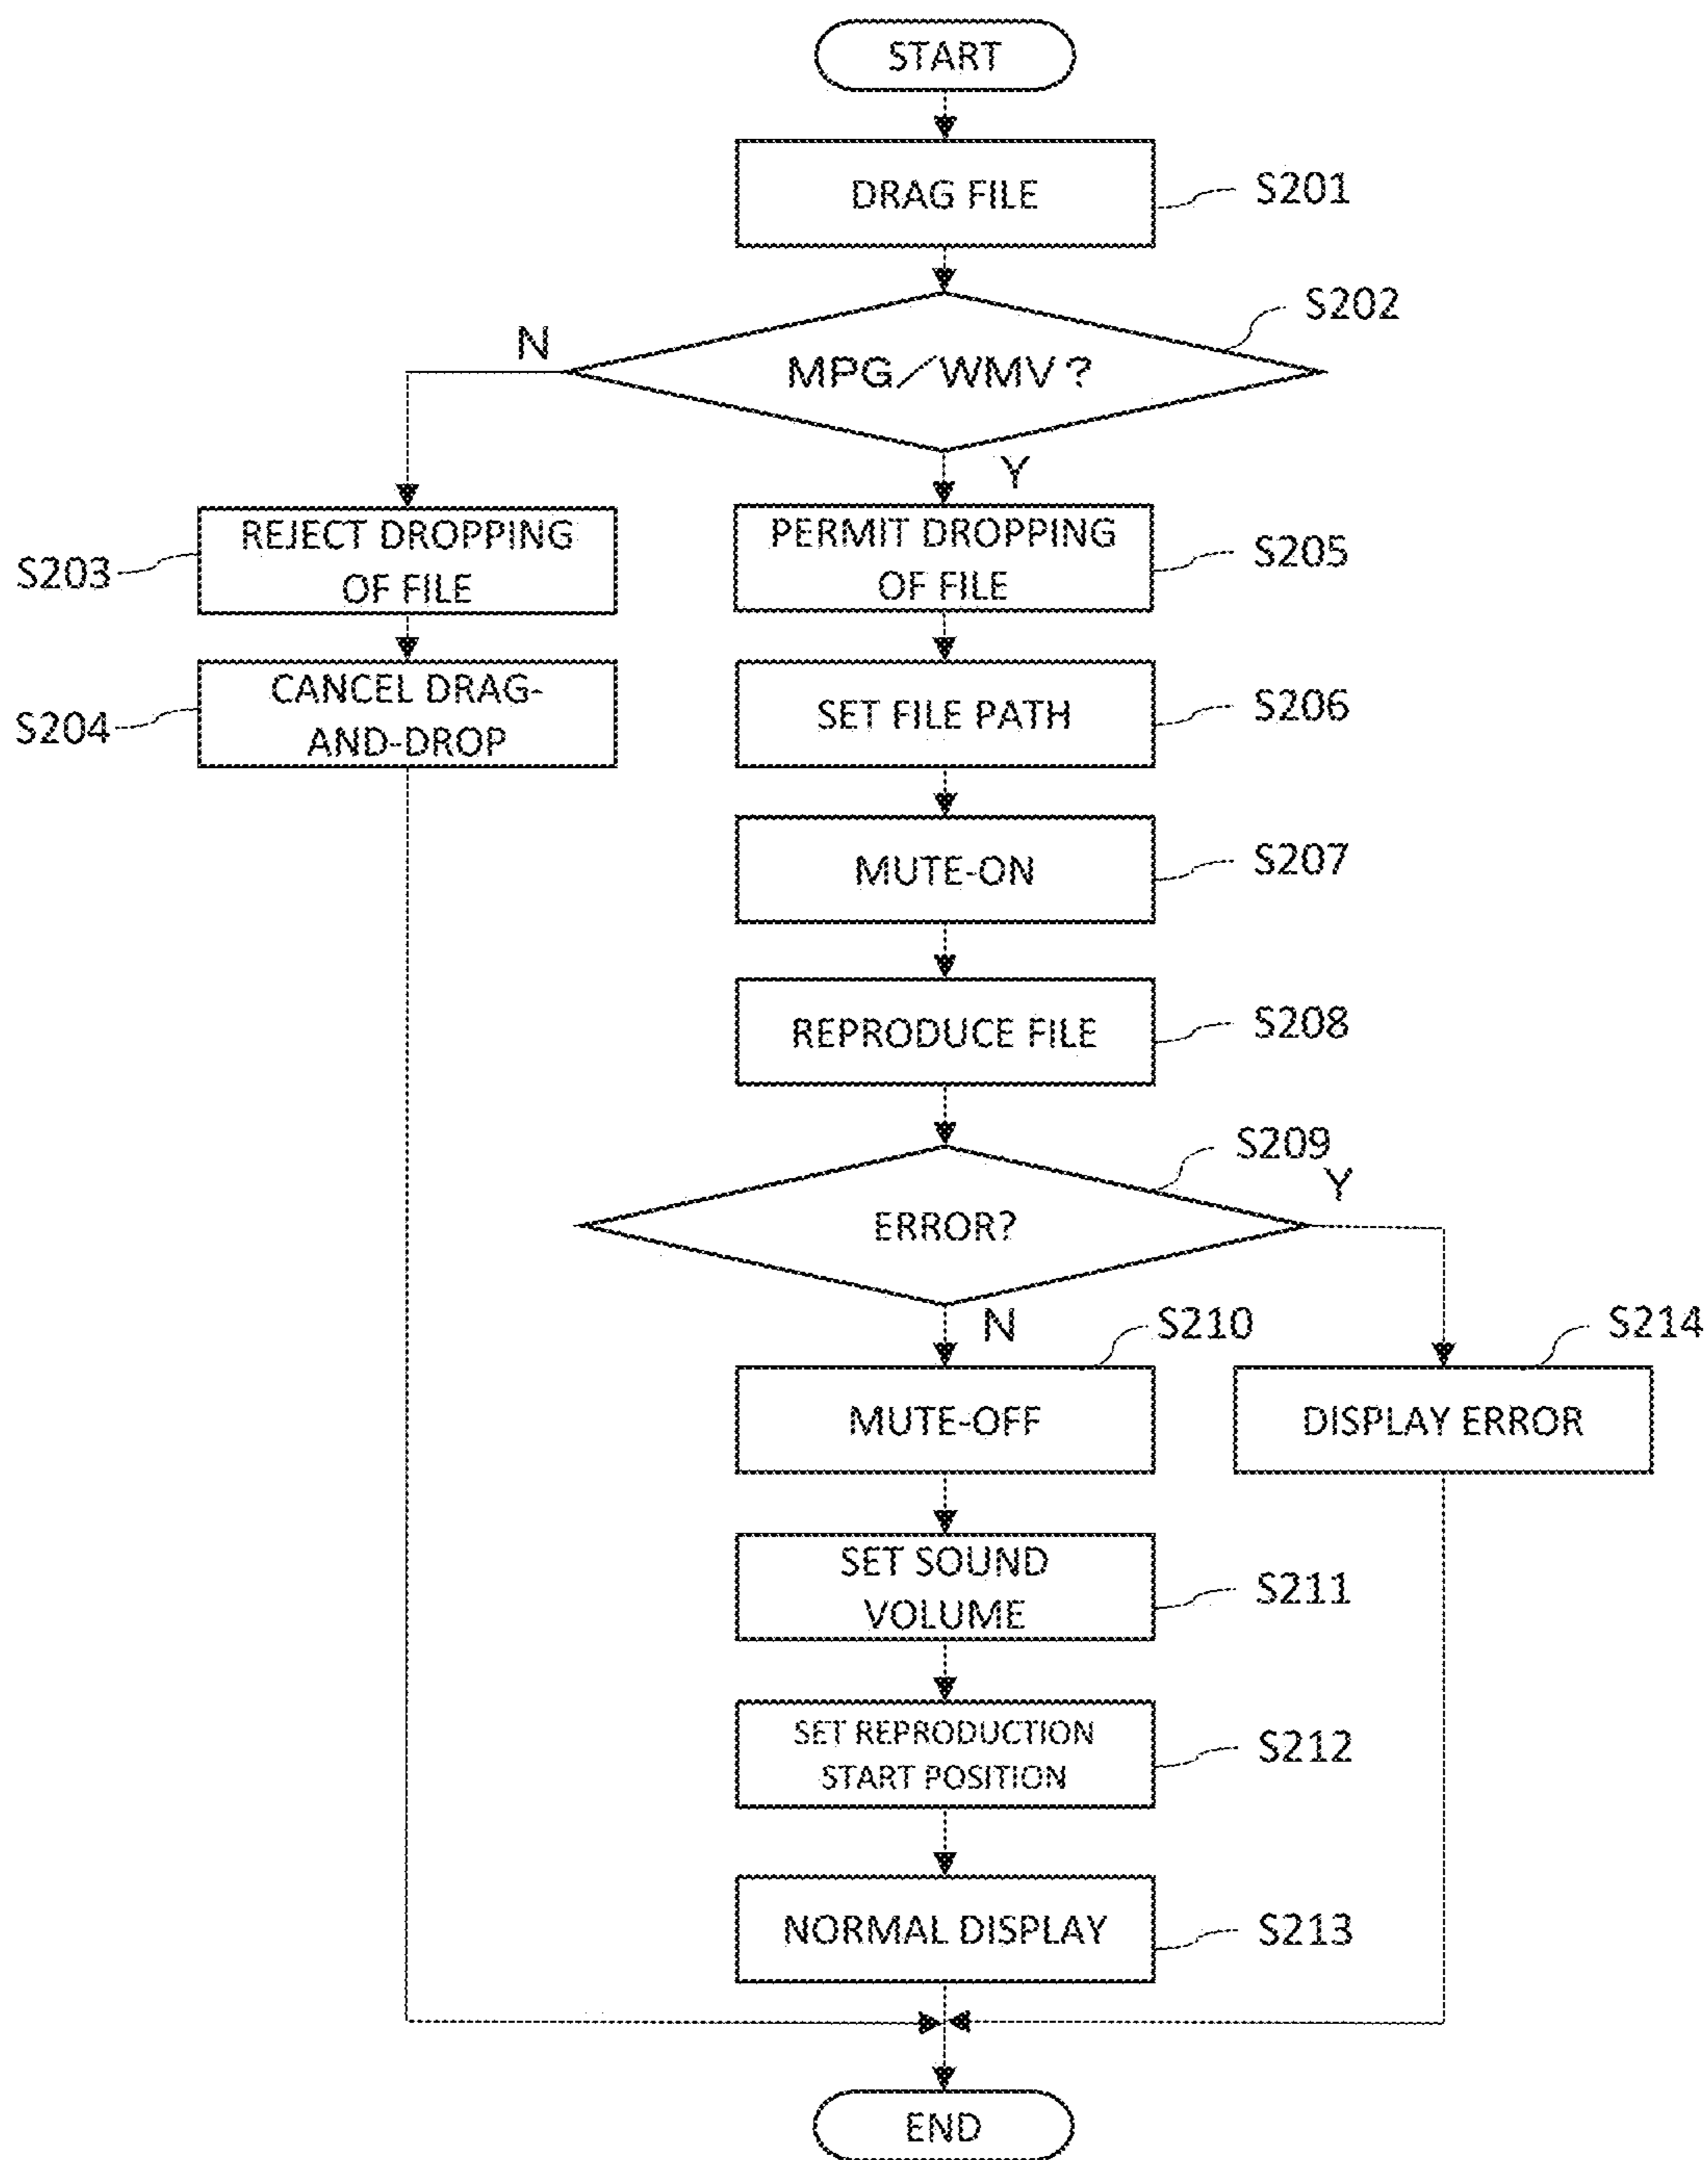 START
DRAG FILE
S201
S202
N
MPG/WMV?
Y
REJECT DROPPING
OF FILE
S203
PERMIT DROPPING
OF FILE
S205
CANCEL DRAG-
AND-DROP
S204
SET FILE PATH
S206
MUTE-ON
S207
REPRODUCE FILE
S208
S209
Y
ERROR?
N
S210
S214
MUTE-OFF
DISPLAY ERROR
SET SOUND
VOLUME
S211
SET REPRODUCTION
START POSITION
S212
NORMAL DISPLAY
S213
END